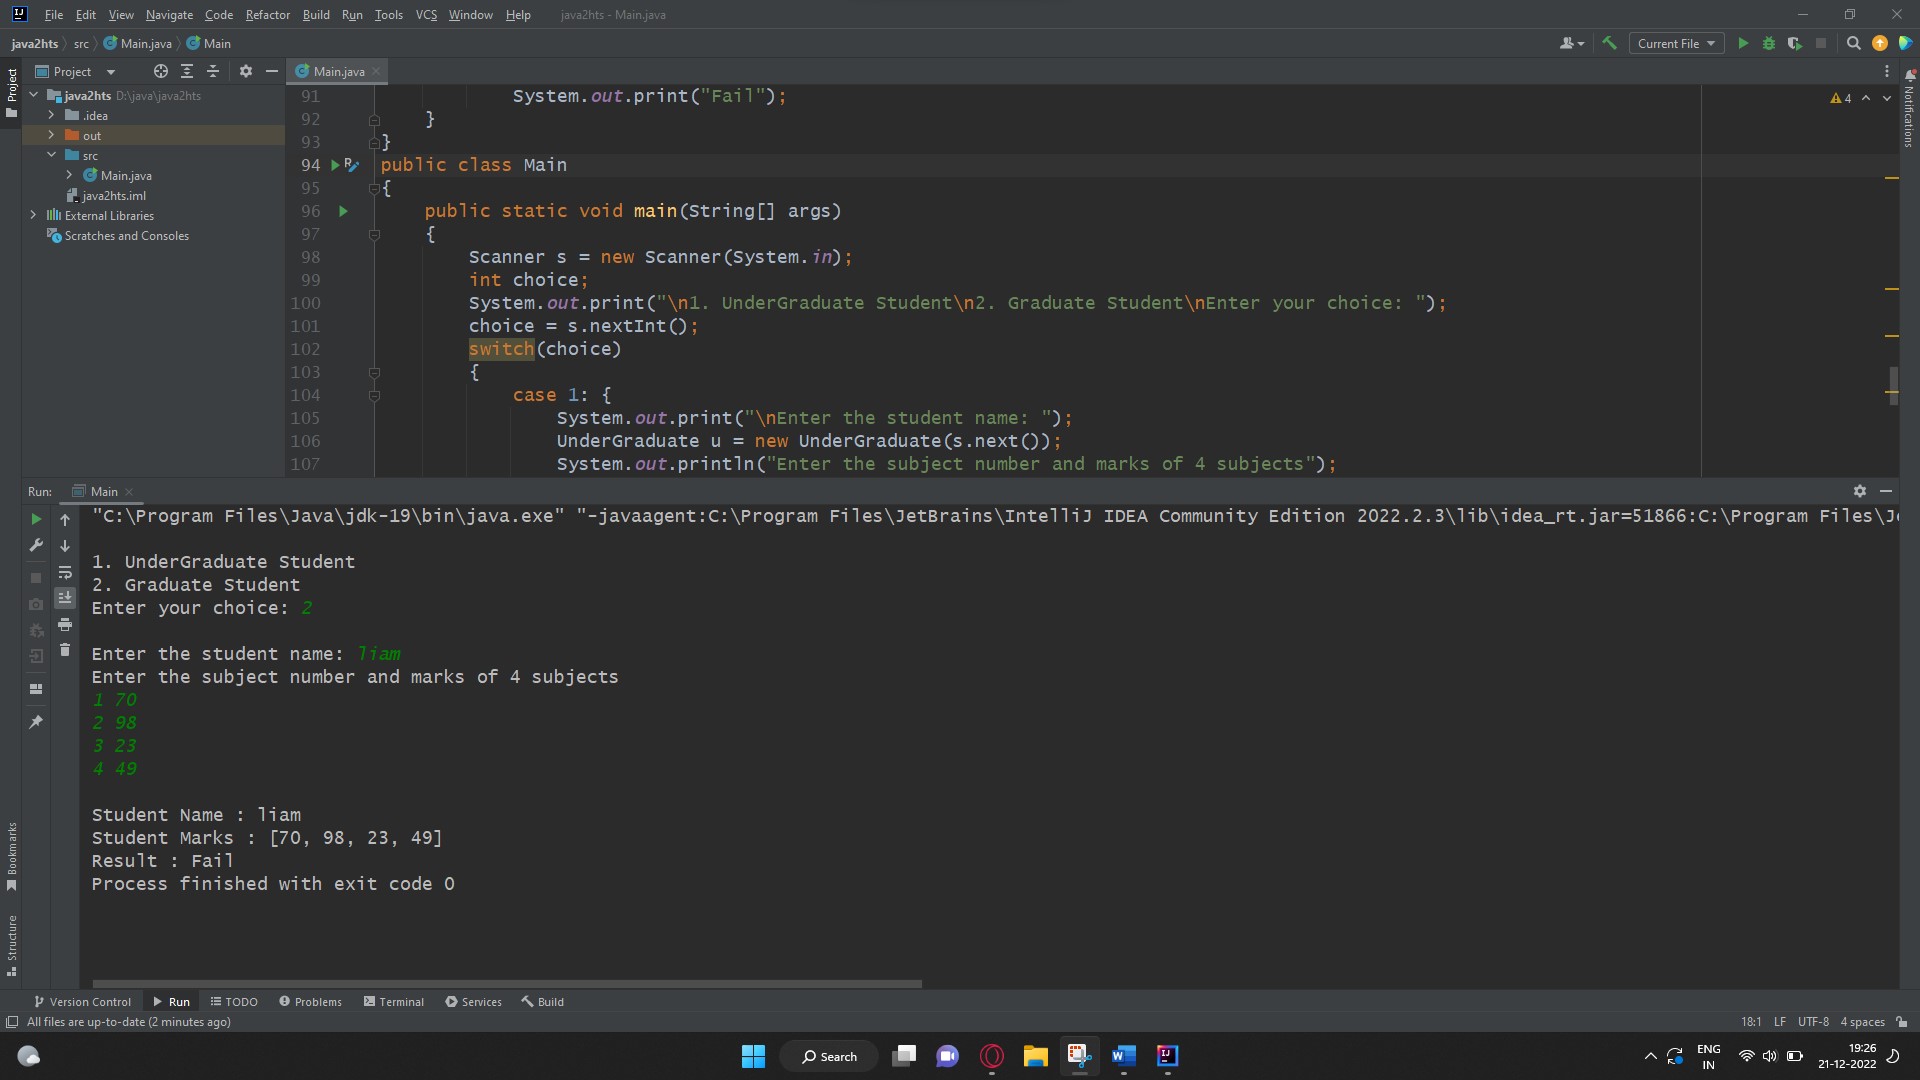 File Edit View Navigate Code Refactor Build Run Tools VCS Window Help java2hts - Main.java
java2hts src Main.java Main Current File
Project Main.java
Project
Notifications
java2hts D:\java\java2hts
.idea
out
src
Main.java
java2hts.iml
External Libraries
Scratches and Consoles
4
91 System.out.print("Fail");
92 }
93 }
94 public class Main
95 {
96 public static void main(String[] args)
97 {
98 Scanner s = new Scanner(System.in);
99 int choice;
100 System.out.print("\n1. UnderGraduate Student\n2. Graduate Student\nEnter your choice: ");
101 choice = s.nextInt();
102 switch(choice)
103 {
104 case 1: {
105 System.out.print("\nEnter the student name: ");
106 UnderGraduate u = new UnderGraduate(s.next());
107 System.out.println("Enter the subject number and marks of 4 subjects");
Run: Main
"C:\Program Files\Java\jdk-19\bin\java.exe" "-javaagent:C:\Program Files\JetBrains\IntelliJ IDEA Community Edition 2022.2.3\lib\idea_rt.jar=51866:C:\Program Files\Je
1. UnderGraduate Student
2. Graduate Student
Enter your choice: 2
Enter the student name: liam
Enter the subject number and marks of 4 subjects
1 70
2 98
3 23
4 49
Student Name : liam
Student Marks : [70, 98, 23, 49]
Result : Fail
Process finished with exit code 0
Bookmarks
Structure
Version Control Run TODO Problems Terminal Services Build
All files are up-to-date (2 minutes ago) 18:1 LF UTF-8 4 spaces
Search
ENG
IN
19:26
21-12-2022